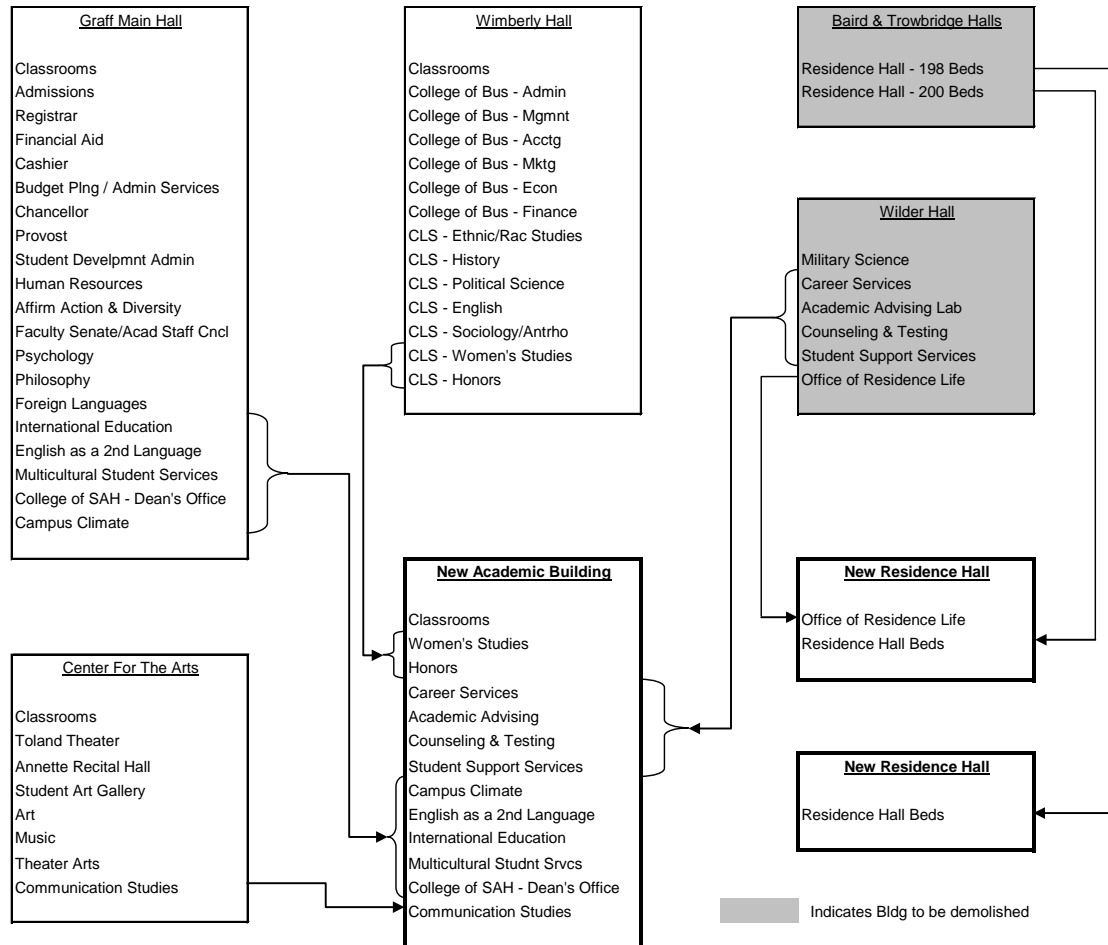 Graff Main Hall
Classrooms
Admissions
Registrar
Financial Aid
Cashier
Budget Plng / Admin Services
Chancellor
Provost
Student Develpmnt Admin
Human Resources
Affirm Action & Diversity
Faculty Senate/Acad Staff Cncl
Psychology
Philosophy
Foreign Languages
International Education
English as a 2nd Language
Multicultural Student Services
College of SAH - Dean's Office
Campus Climate
Wimberly Hall
Classrooms
College of Bus - Admin
College of Bus - Mgmnt
College of Bus - Acctg
College of Bus - Mktg
College of Bus - Econ
College of Bus - Finance
CLS - Ethnic/Rac Studies
CLS - History
CLS - Political Science
CLS - English
CLS - Sociology/Antrho
CLS - Women's Studies
CLS - Honors
Baird & Trowbridge Halls
Residence Hall - 198 Beds
Residence Hall - 200 Beds
Wilder Hall
Military Science
Career Services
Academic Advising Lab
Counseling & Testing
Student Support Services
Office of Residence Life
Center For The Arts
Classrooms
Toland Theater
Annette Recital Hall
Student Art Gallery
Art
Music
Theater Arts
Communication Studies
New Academic Building
Classrooms
Women's Studies
Honors
Career Services
Academic Advising
Counseling & Testing
Student Support Services
Campus Climate
English as a 2nd Language
International Education
Multicultural Studnt Srvcs
College of SAH - Dean's Office
Communication Studies
New Residence Hall
Office of Residence Life
Residence Hall Beds
New Residence Hall
Residence Hall Beds
Indicates Bldg to be demolished